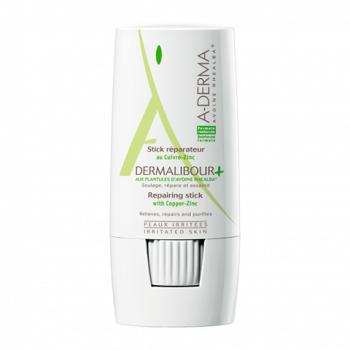 A-DERMA
AVOINE RHEALBA®
Stick réparateur
au Cuivre-Zinc
DERMALIBOUR+
AUX PLANTULES D'AVOINE RHEALBA®
Soulage, répare et assainit
Repairing stick
with Copper-Zinc
Relieves, repairs and purifies
PEAUX IRRITÉES
IRRITATED SKIN